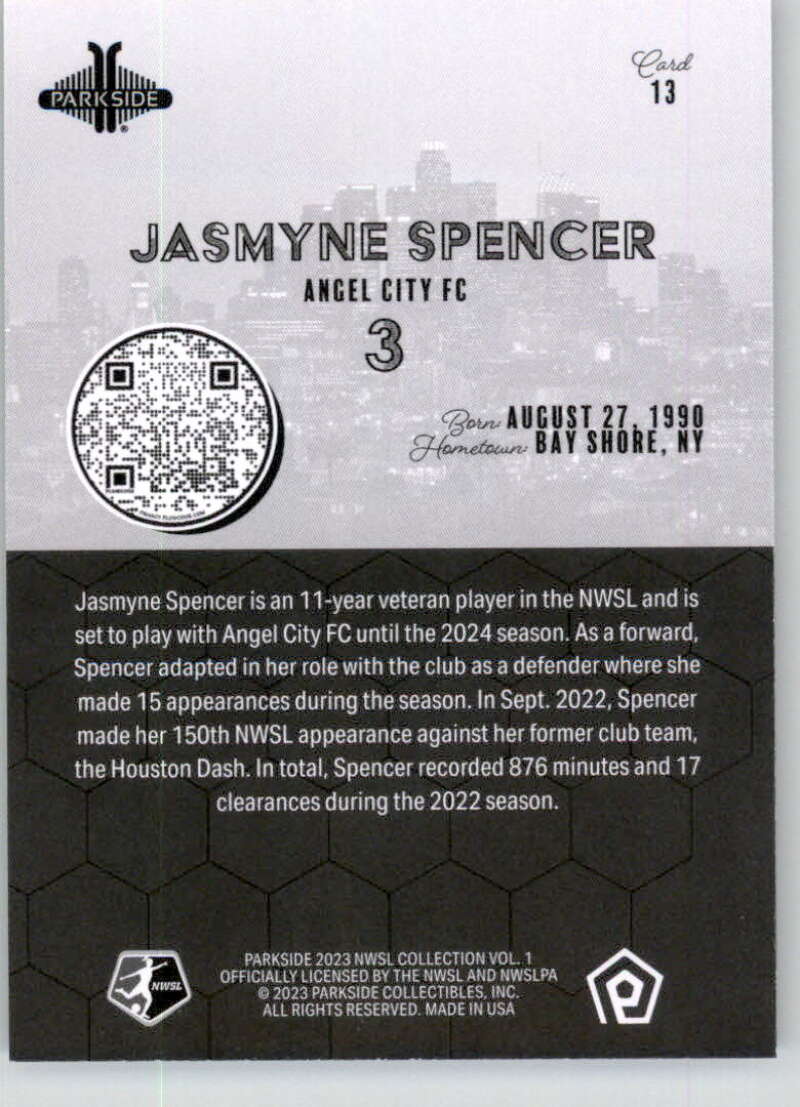 PARKSIDE
®
Card
13
JASMYNE SPENCER
ANGEL CITY FC
3
Born: AUGUST 27, 1990
Hometown: BAY SHORE, NY
Jasmyne Spencer is an 11-year veteran player in the NWSL and is
set to play with Angel City FC until the 2024 season. As a forward,
Spencer adapted in her role with the club as a defender where she
made 15 appearances during the season. In Sept. 2022, Spencer
made her 150th NWSL appearance against her former club team,
the Houston Dash. In total, Spencer recorded 876 minutes and 17
clearances during the 2022 season.
NWSL
PARKSIDE 2023 NWSL COLLECTION VOL. 1
OFFICIALLY LICENSED BY THE NWSL AND NWSLPA
© 2023 PARKSIDE COLLECTIBLES, INC.
ALL RIGHTS RESERVED. MADE IN USA